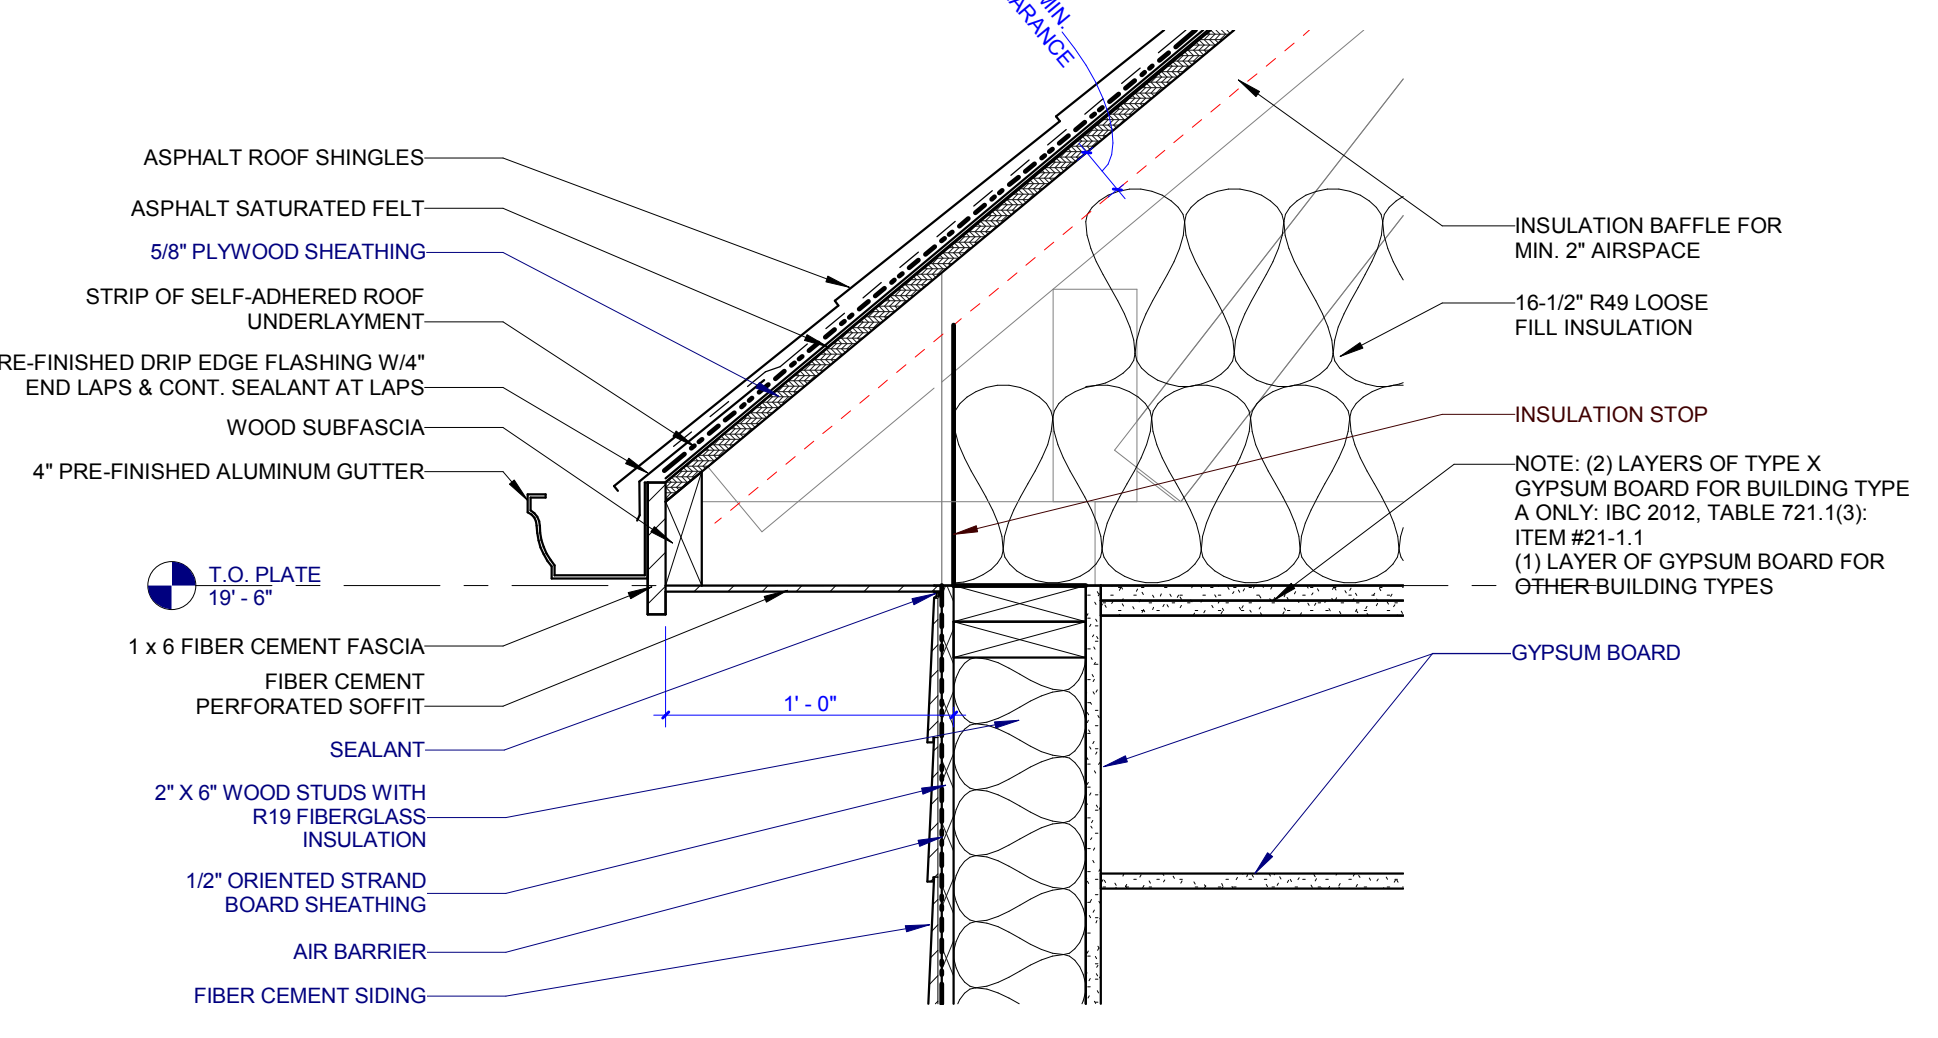 MIN.
ASPHALT ROOF SHINGLES
ASPHALT SATURATED FELT
5/8" PLYWOOD SHEATHING
STRIP OF SELF-ADHERED ROOF
UNDERLAYMENT
RE-FINISHED DRIP EDGE FLASHING W/4"
END LAPS & CONT. SEALANT AT LAPS
WOOD SUBFASCIA
4" PRE-FINISHED ALUMINUM GUTTER
T.O. PLATE
19' - 6"
1 x 6 FIBER CEMENT FASCIA
FIBER CEMENT
PERFORATED SOFFIT
SEALANT
2" X 6" WOOD STUDS WITH
R19 FIBERGLASS
INSULATION
1/2" ORIENTED STRAND
BOARD SHEATHING
AIR BARRIER
FIBER CEMENT SIDING
1' - 0"
INSULATION BAFFLE FOR
MIN. 2" AIRSPACE
16-1/2" R49 LOOSE
FILL INSULATION
INSULATION STOP
NOTE: (2) LAYERS OF TYPE X
GYPSUM BOARD FOR BUILDING TYPE
A ONLY: IBC 2012, TABLE 721.1(3):
ITEM #21-1.1
(1) LAYER OF GYPSUM BOARD FOR
OTHER BUILDING TYPES
GYPSUM BOARD